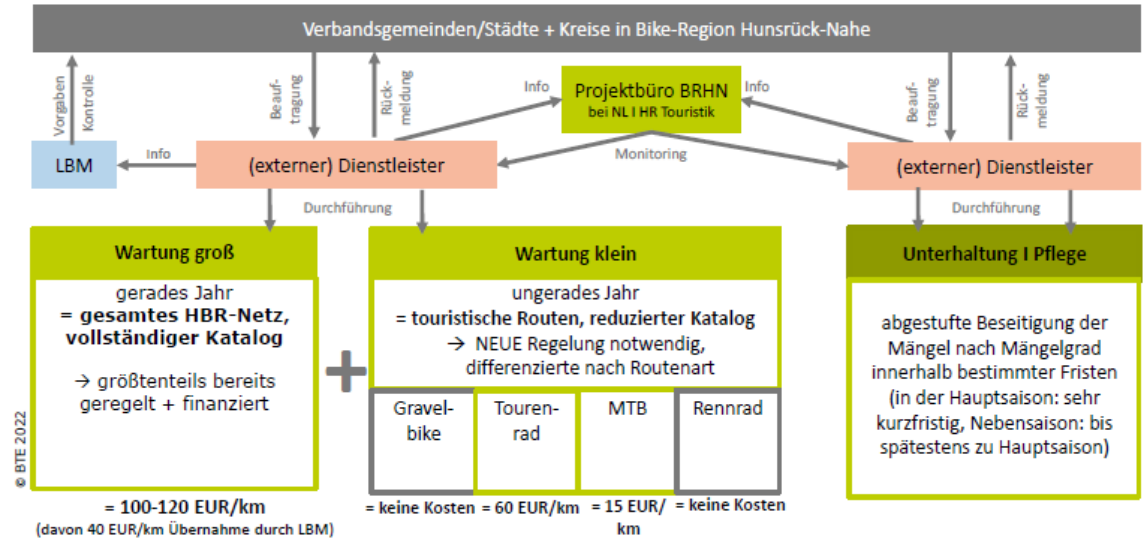 Verbandsgemeinden/Städte + Kreise in Bike-Region Hunsrück-Nahe
Vorgaben
Kontrolle
Beauf-
tragung
Rück-
meldung
Info
Projektbüro BRHN
bei NL I HR Touristik
Info
Beauf-
tragung
Rück-
meldung
LBM
Info
(externer) Dienstleister
Monitoring
(externer) Dienstleister
Durchführung
Durchführung
Wartung groß
gerades Jahr
= gesamtes HBR-Netz,
vollständiger Katalog
→ größtenteils bereits
geregelt + finanziert
= 100-120 EUR/km
(davon 40 EUR/km Übernahme durch LBM)
+
Wartung klein
ungerades Jahr
= touristische Routen, reduzierter Katalog
→ NEUE Regelung notwendig,
differenzierte nach Routenart
Gravel-
bike
Touren-
rad
MTB
Rennrad
= keine Kosten
= 60 EUR/km
= 15 EUR/
km
= keine Kosten
Unterhaltung I Pflege
abgestufte Beseitigung der
Mängel nach Mängelgrad
innerhalb bestimmter Fristen
(in der Hauptsaison: sehr
kurzfristig, Nebensaison: bis
spätestens zu Hauptsaison)
© BTE 2022